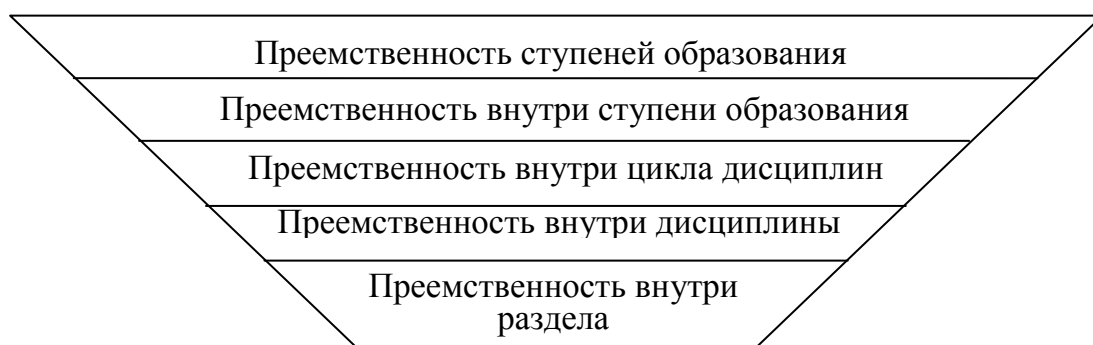 Преемственность ступеней образования
Преемственность внутри ступени образования
Преемственность внутри цикла дисциплин
Преемственность внутри дисциплины
Преемственность внутри
раздела